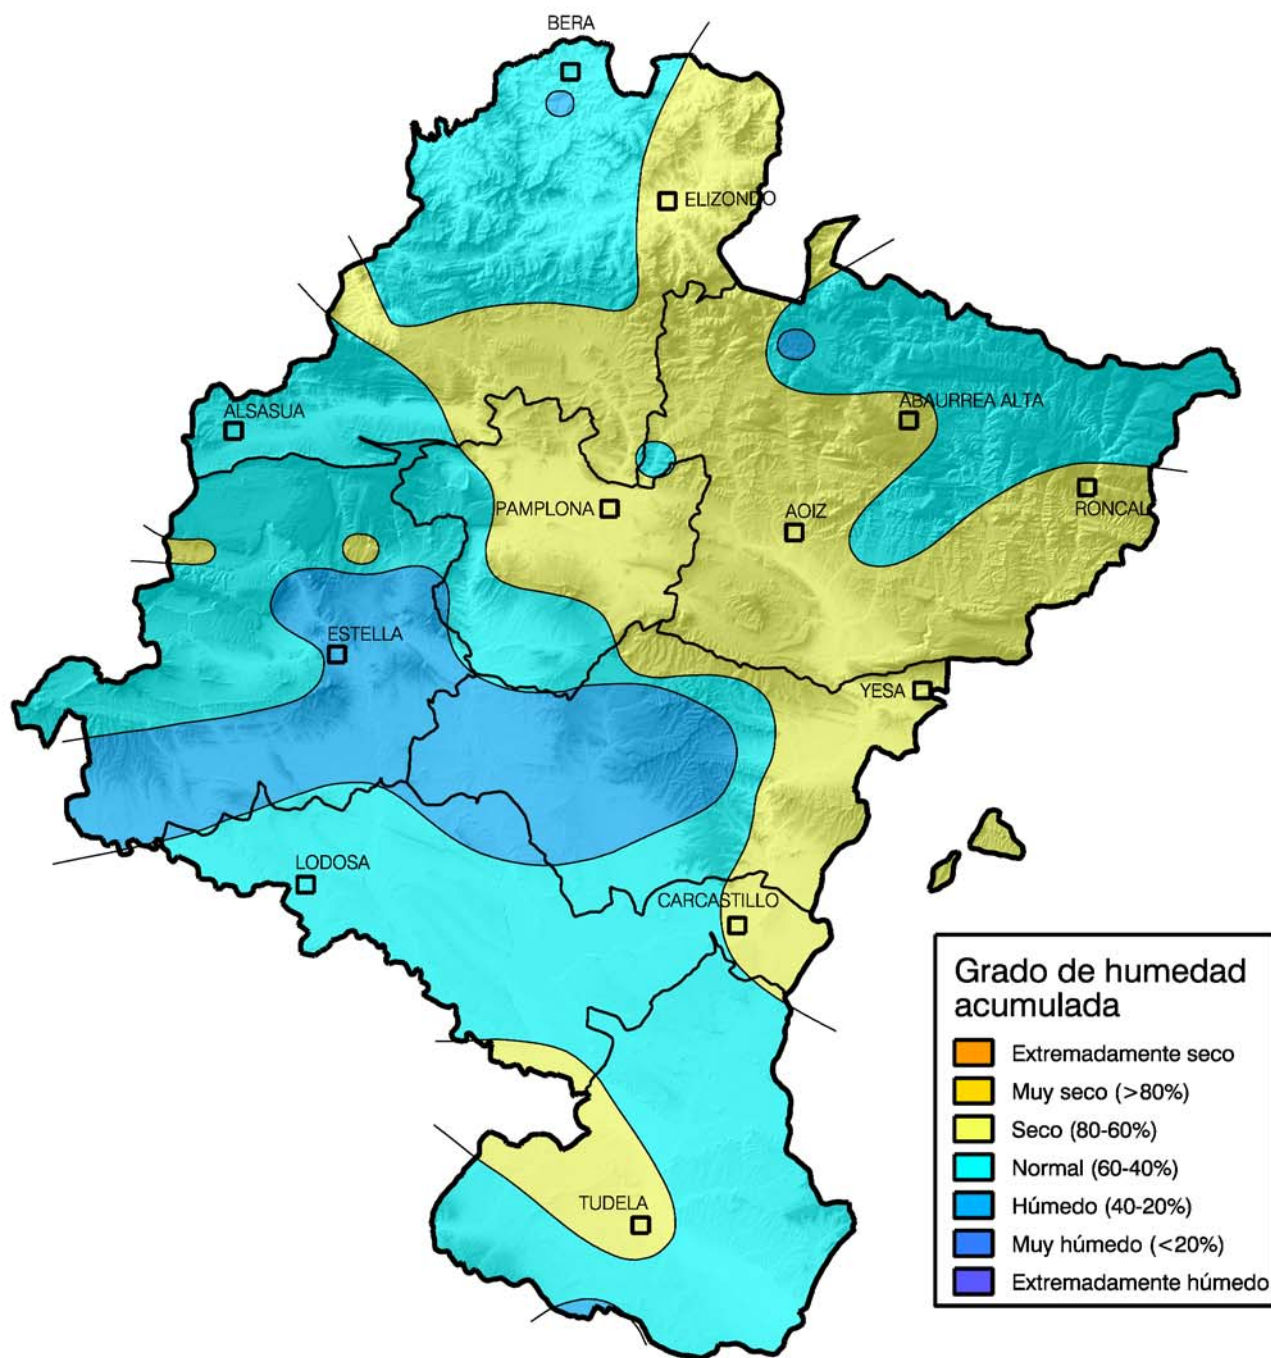 BERA
ELIZONDO
ALSASUA
ABAURREA ALTA
PAMPLONA
AOIZ
RONCAL
ESTELLA
YESA
LODOSA
CARCASTILLO
TUDELA
Grado de humedad
acumulada
Extremadamente seco
Muy seco (>80%)
Seco (80-60%)
Normal (60-40%)
Húmedo (40-20%)
Muy húmedo (<20%)
Extremadamente húmedo